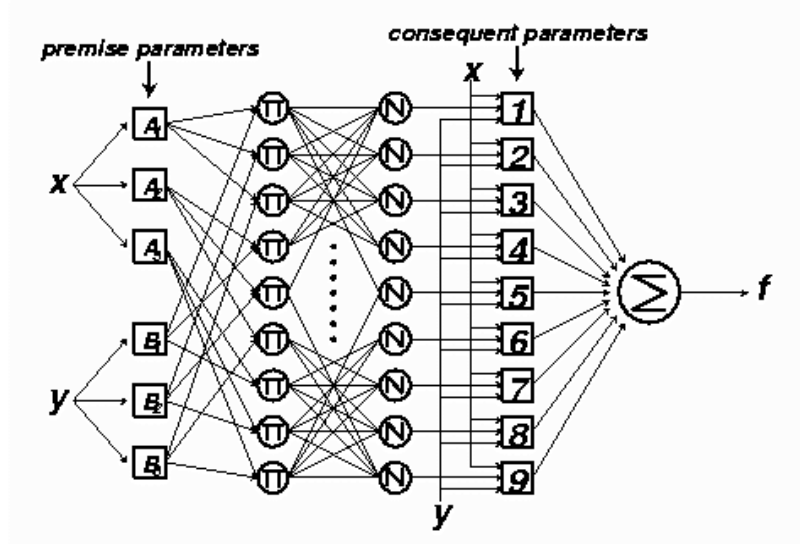 premise parameters
consequent parameters
x
A1
A2
A3
x
B1
B2
B3
y
Π
Π
Π
Π
Π
Π
Π
Π
Π
N
N
N
N
N
N
N
N
N
1
2
3
4
5
6
7
8
9
y
Σ
f